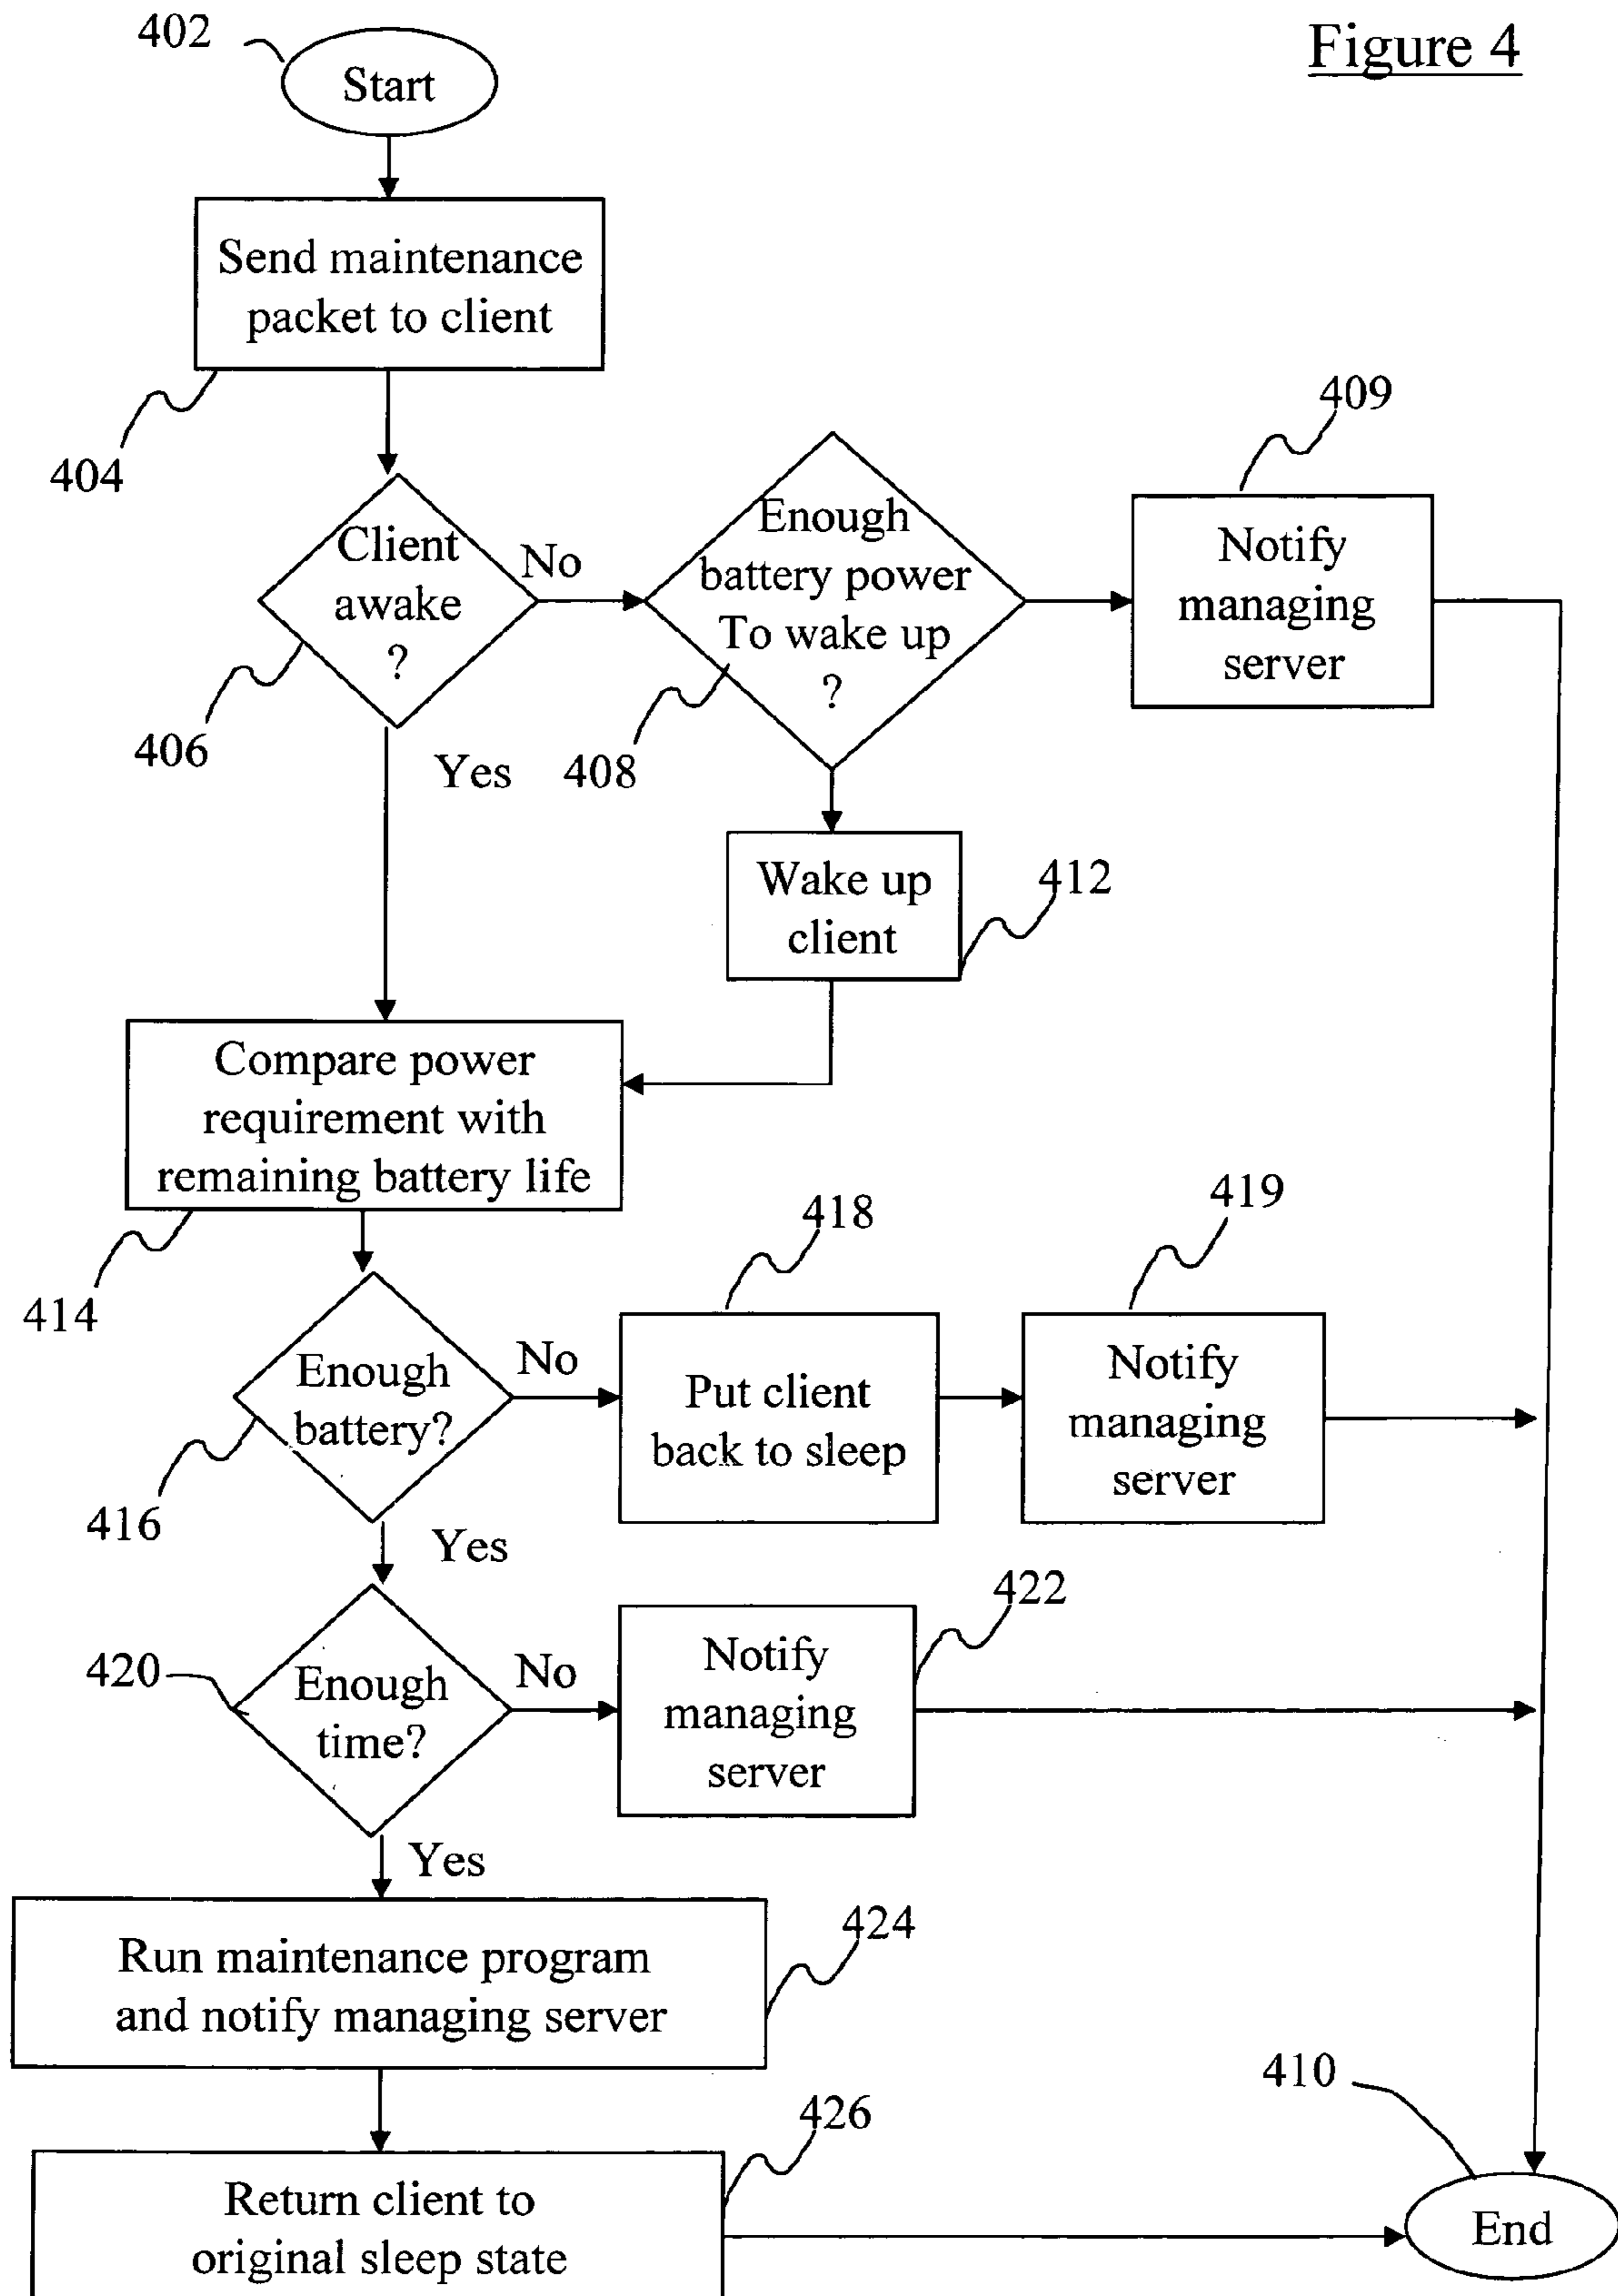 Figure 4
402
Start
Send maintenance
packet to client
404
Client
awake
?
406
No
Yes
Enough
battery power
To wake up
?
408
409
Notify
managing
server
Wake up
client
412
Compare power
requirement with
remaining battery life
414
Enough
battery?
416
No
Yes
418
Put client
back to sleep
419
Notify
managing
server
420
Enough
time?
No
Yes
422
Notify
managing
server
Run maintenance program
and notify managing server
424
Return client to
original sleep state
426
410
End